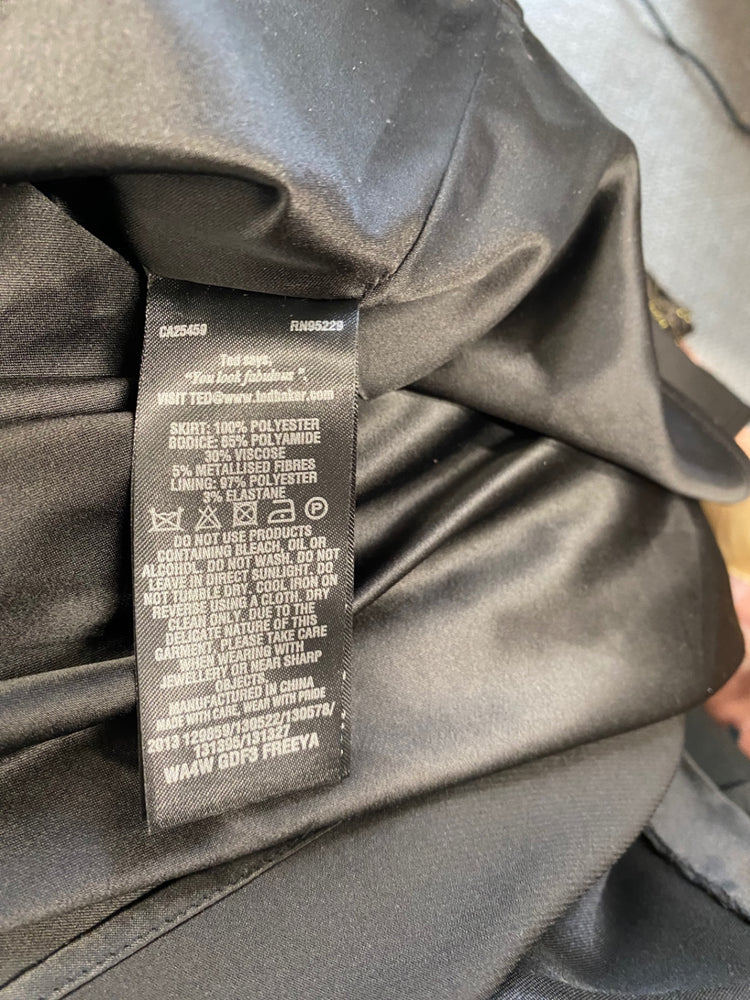 CA25459 RN95229
Ted says,
"You look fabulous".
VISIT TED@www.tedbaker.com
SKIRT: 100% POLYESTER
BODICE: 65% POLYAMIDE
30% VISCOSE
5% METALLISED FIBRES
LINING: 97% POLYESTER
3% ELASTANE
P
DO NOT USE PRODUCTS
CONTAINING BLEACH, OIL OR
ALCOHOL. DO NOT WASH. DO NOT
LEAVE IN DIRECT SUNLIGHT. DO
NOT TUMBLE DRY. COOL IRON ON
REVERSE USING A CLOTH. DRY
CLEAN ONLY. DUE TO THE
DELICATE NATURE OF THIS
GARMENT, PLEASE TAKE CARE
WHEN WEARING WITH
JEWELLERY OR NEAR SHARP
OBJECTS.
MANUFACTURED IN CHINA
MADE WITH CARE, WEAR WITH PRIDE
2013 /130522/130578/
WA4W GDF3 FREEYA